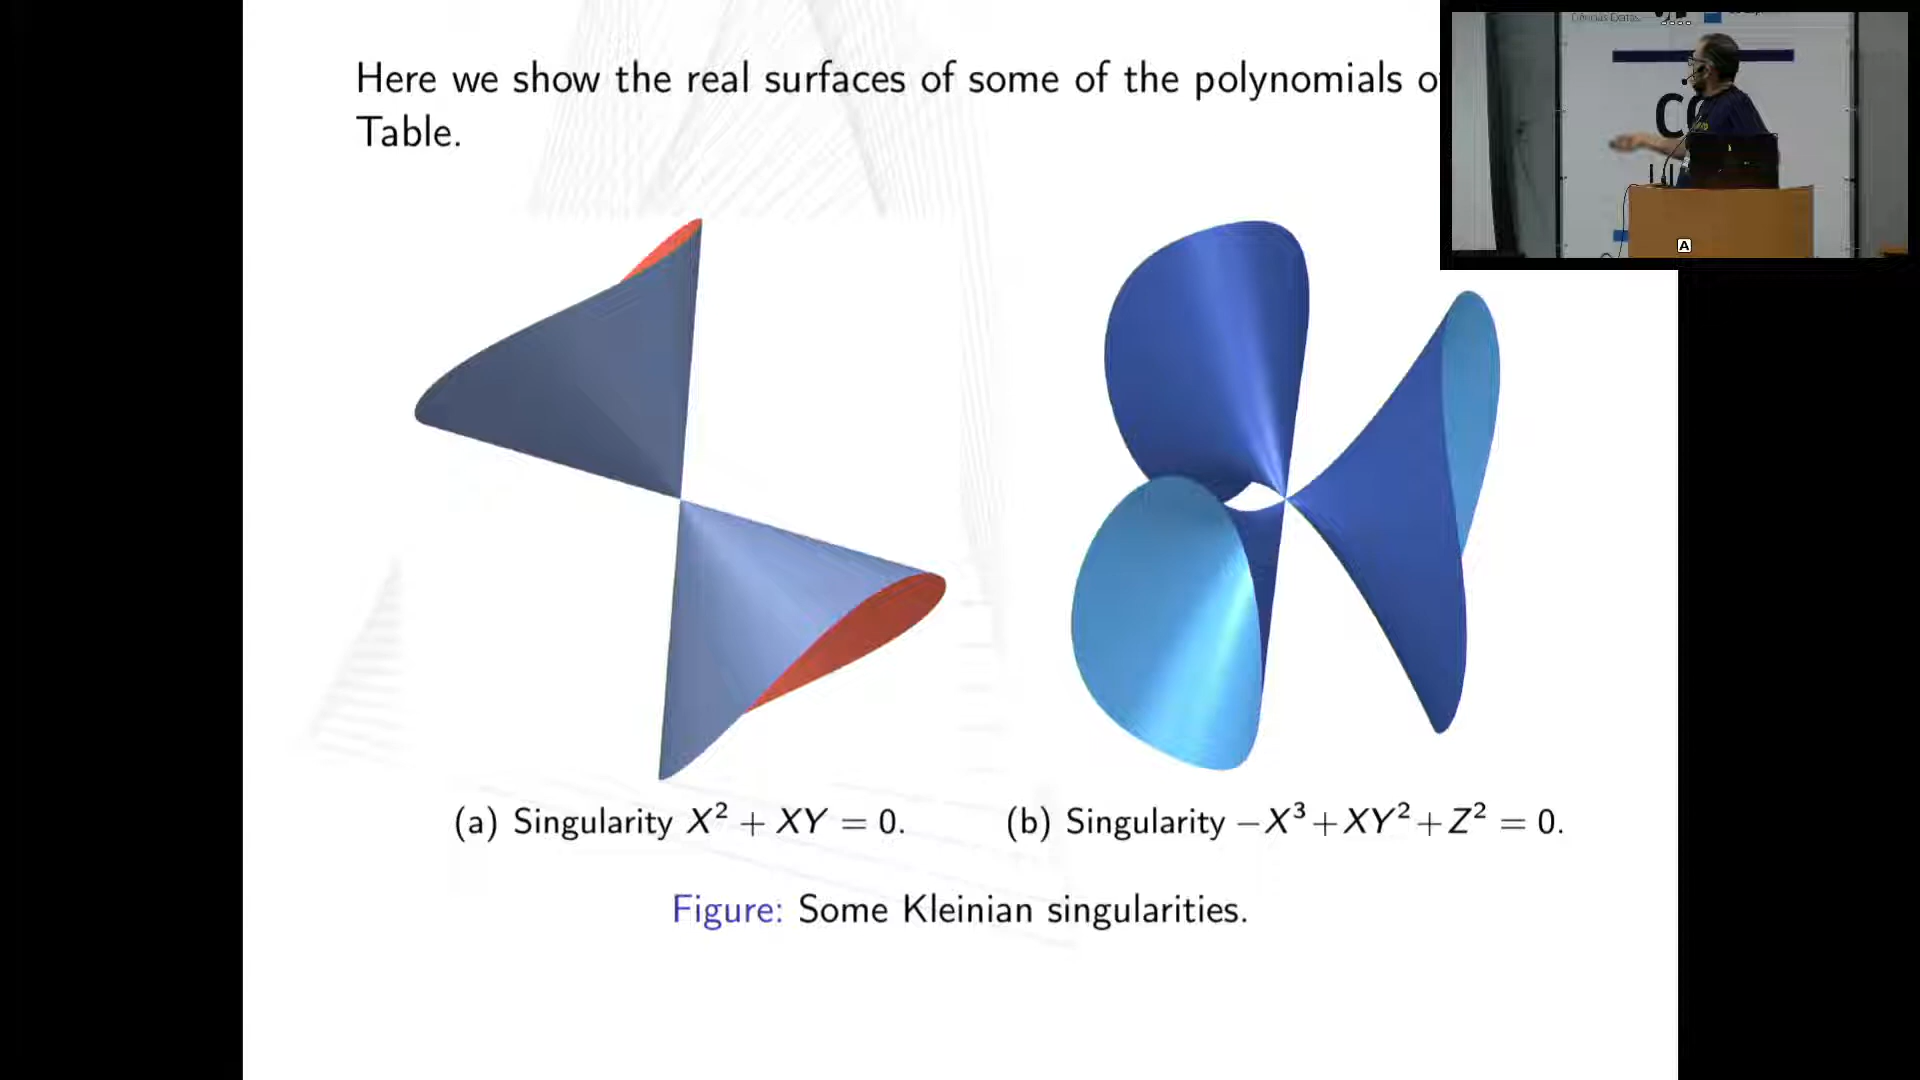 Here we show the real surfaces of some of the polynomials
Table.
(a) Singularity X² + XY = 0.
(b) Singularity −X³+XY²+Z² = 0.
Figure: Some Kleinian singularities.
A